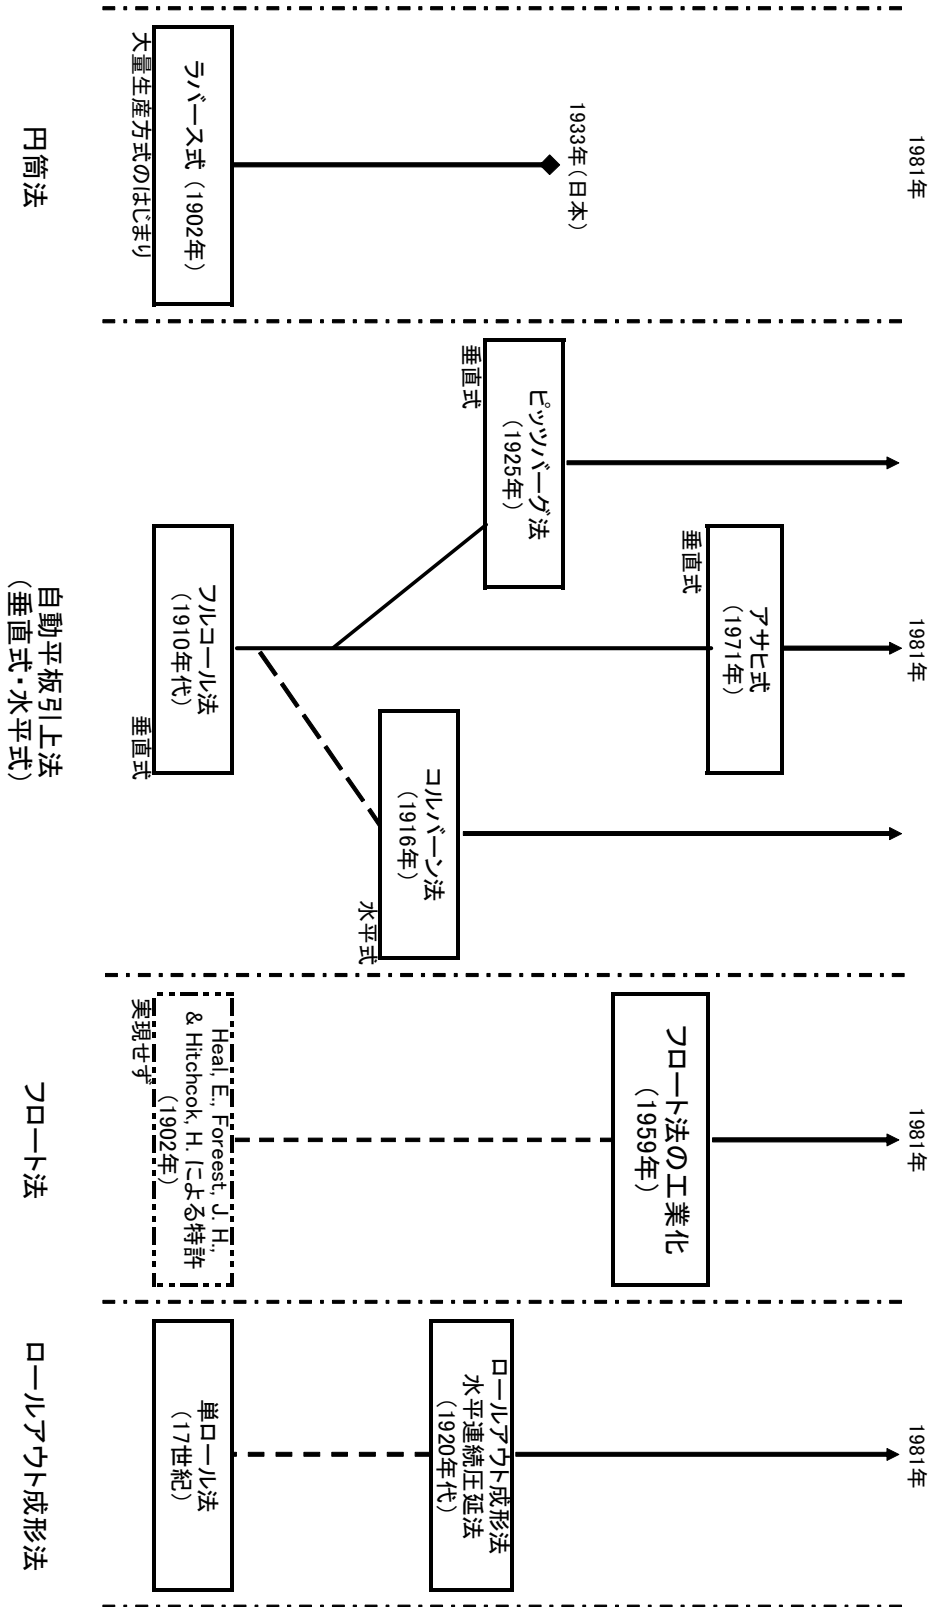 円筒法
ラバース式（1902年）
大量生産方式のはじまり
1933年（日本）
1981年
自動平板引上法
（垂直式・水平式）
ピッツバーグ法
（1925年）
垂直式
フルコール法
（1910年代）
垂直式
アサヒ式
（1971年）
垂直式
コルバーン法
（1916年）
水平式
1981年
フロート法
Heal, E., Foreest, J. H.,
& Hitchcok, H. による特許
（1902年）
実現せず
フロート法の工業化
（1959年）
1981年
ロールアウト成形法
単ロール法
（17世紀）
ロールアウト成形法
水平連続圧延法
（1920年代）
1981年